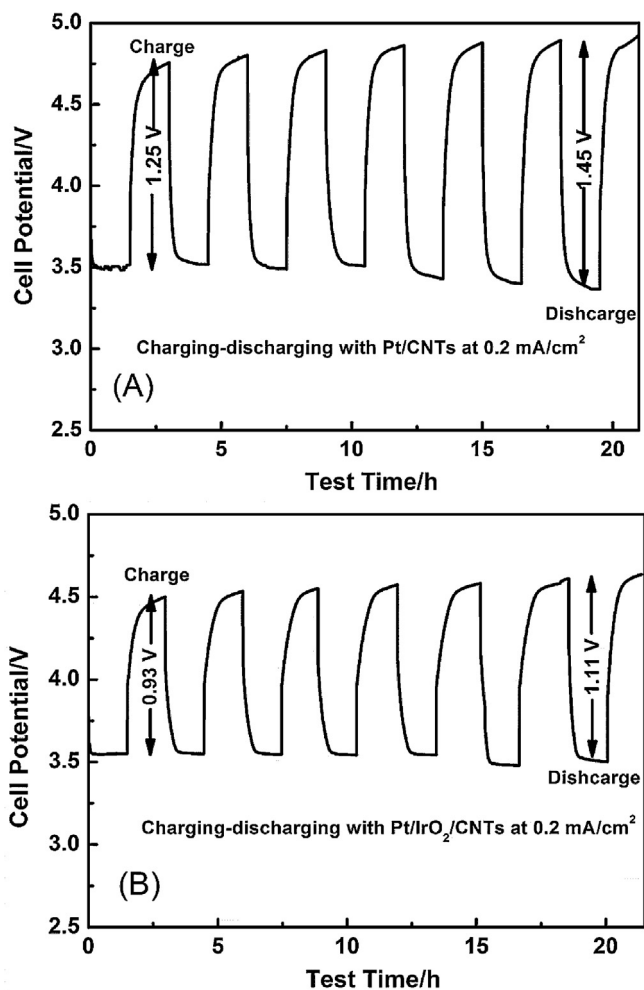 5.0
Charge
4.5
1.25 V
1.45 V
4.0
Cell Potential/V
3.5
Dishcarge
3.0
Charging-discharging with Pt/CNTs at 0.2 mA/cm²
(A)
2.5
0 5 10 15 20
Test Time/h
5.0
Charge
4.5
0.93 V
1.11 V
4.0
Cell Potential/V
3.5
Dishcarge
3.0
Charging-discharging with Pt/IrO₂/CNTs at 0.2 mA/cm²
(B)
2.5
0 5 10 15 20
Test Time/h